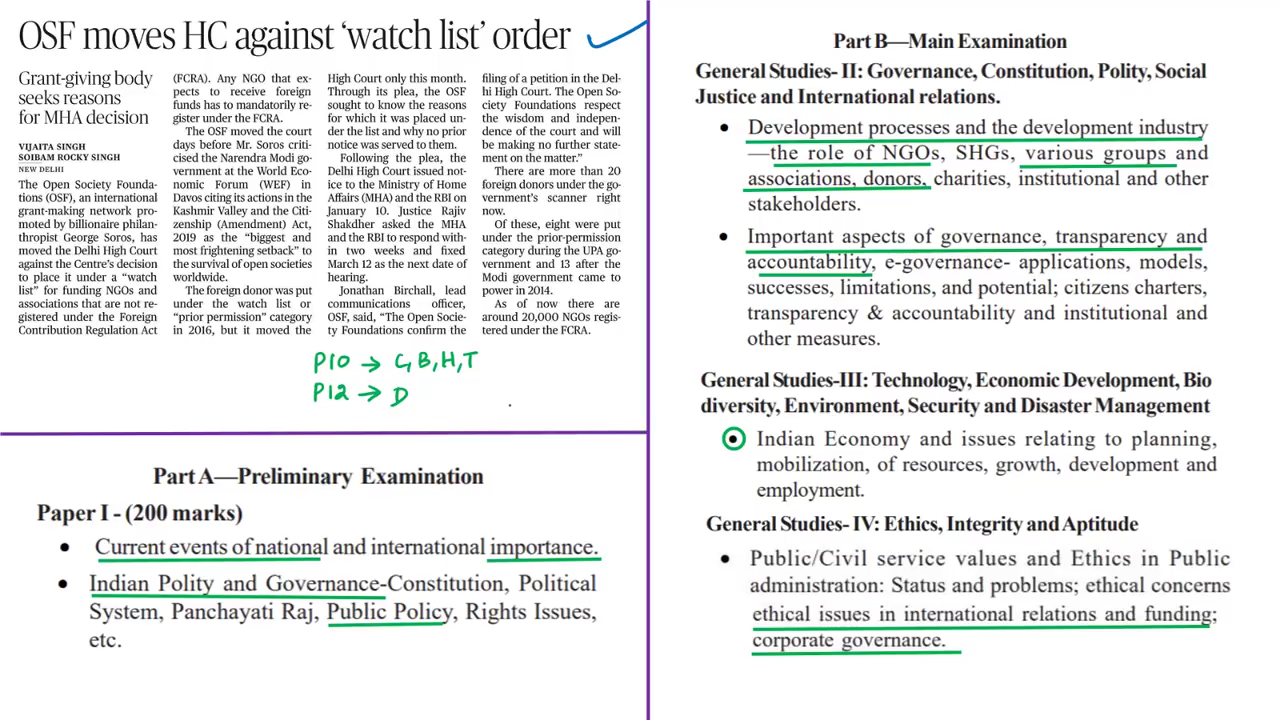 OSF moves HC against ‘watch list’ order
Grant-giving body
seeks reasons
for MHA decision
VIJAITA SINGH
SOIBAM ROCKY SINGH
NEW DELHI
The Open Society Founda-
tions (OSF), an international
grant-making network pro-
moted by billionaire philan-
thropist George Soros, has
moved the Delhi High Court
against the Centre’s decision
to place it under a “watch
list” for funding NGOs and
associations that are not re-
gistered under the Foreign
Contribution Regulation Act
(FCRA). Any NGO that ex-
pects to receive foreign
funds has to mandatorily re-
gister under the FCRA.
The OSF moved the court
days before Mr. Soros criti-
cised the Narendra Modi go-
vernment at the World Eco-
nomic Forum (WEF) in
Davos citing its actions in the
Kashmir Valley and the Citi-
zenship (Amendment) Act,
2019 as the “biggest and
most frightening setback” to
the survival of open societies
worldwide.
The foreign donor was put
under the watch list or
“prior permission” category
in 2016, but it moved the
High Court only this month.
Through its plea, the OSF
sought to know the reasons
for which it was placed un-
der the list and why no prior
notice was served to them.
Following the plea, the
Delhi High Court issued not-
ice to the Ministry of Home
Affairs (MHA) and the RBI on
January 10. Justice Rajiv
Shakdher asked the MHA
and the RBI to respond with-
in two weeks and fixed
March 12 as the next date of
hearing.
Jonathan Birchall, lead
communications officer,
OSF, said, “The Open Socie-
ty Foundations confirm the
filing of a petition in the Del-
hi High Court. The Open So-
ciety Foundations respect
the wisdom and indepen-
dence of the court and will
be making no further state-
ment on the matter.”
There are more than 20
foreign donors under the go-
vernment’s scanner right
now.
Of these, eight were put
under the prior-permission
category during the UPA go-
vernment and 13 after the
Modi government came to
power in 2014.
As of now there are
around 20,000 NGOs regis-
tered under the FCRA.
P10 → C, B, H, T
P12 → D
Part A—Preliminary Examination
Paper I - (200 marks)
• Current events of national and international importance.
• Indian Polity and Governance-Constitution, Political
System, Panchayati Raj, Public Policy, Rights Issues,
etc.
Part B—Main Examination
General Studies- II: Governance, Constitution, Polity, Social
Justice and International relations.
• Development processes and the development industry
—the role of NGOs, SHGs, various groups and
associations, donors, charities, institutional and other
stakeholders.
• Important aspects of governance, transparency and
accountability, e-governance- applications, models,
successes, limitations, and potential; citizens charters,
transparency & accountability and institutional and
other measures.
General Studies-III: Technology, Economic Development, Bio
diversity, Environment, Security and Disaster Management
• Indian Economy and issues relating to planning,
mobilization, of resources, growth, development and
employment.
General Studies- IV: Ethics, Integrity and Aptitude
• Public/Civil service values and Ethics in Public
administration: Status and problems; ethical concerns
ethical issues in international relations and funding;
corporate governance.